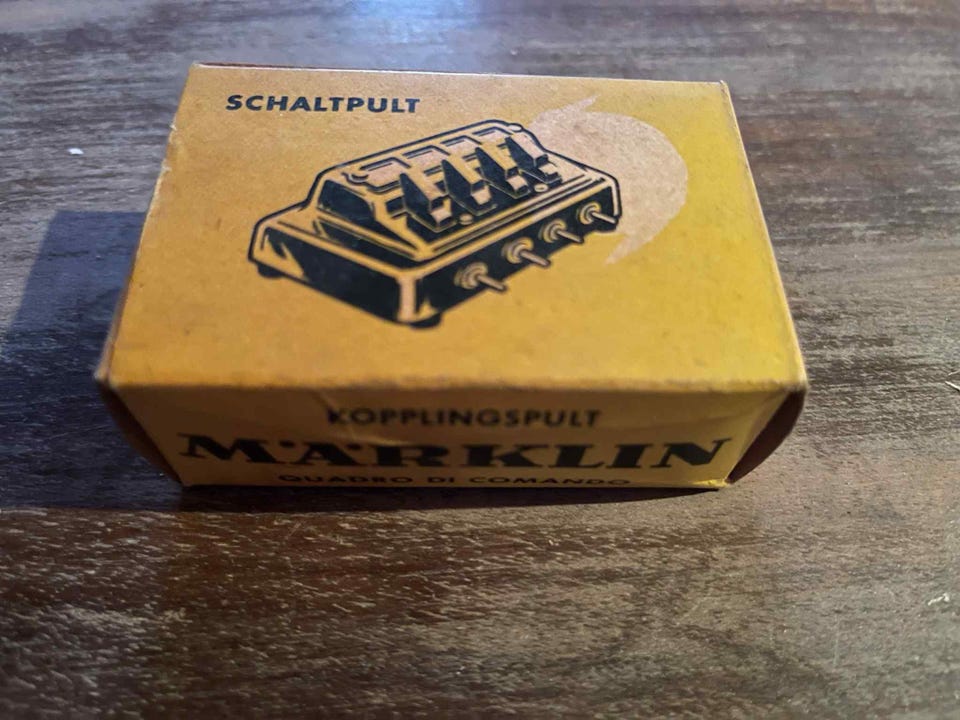 SCHALTPULT
KOPPLINGSPULT
MÄRKLIN
QUADRO DI COMANDO